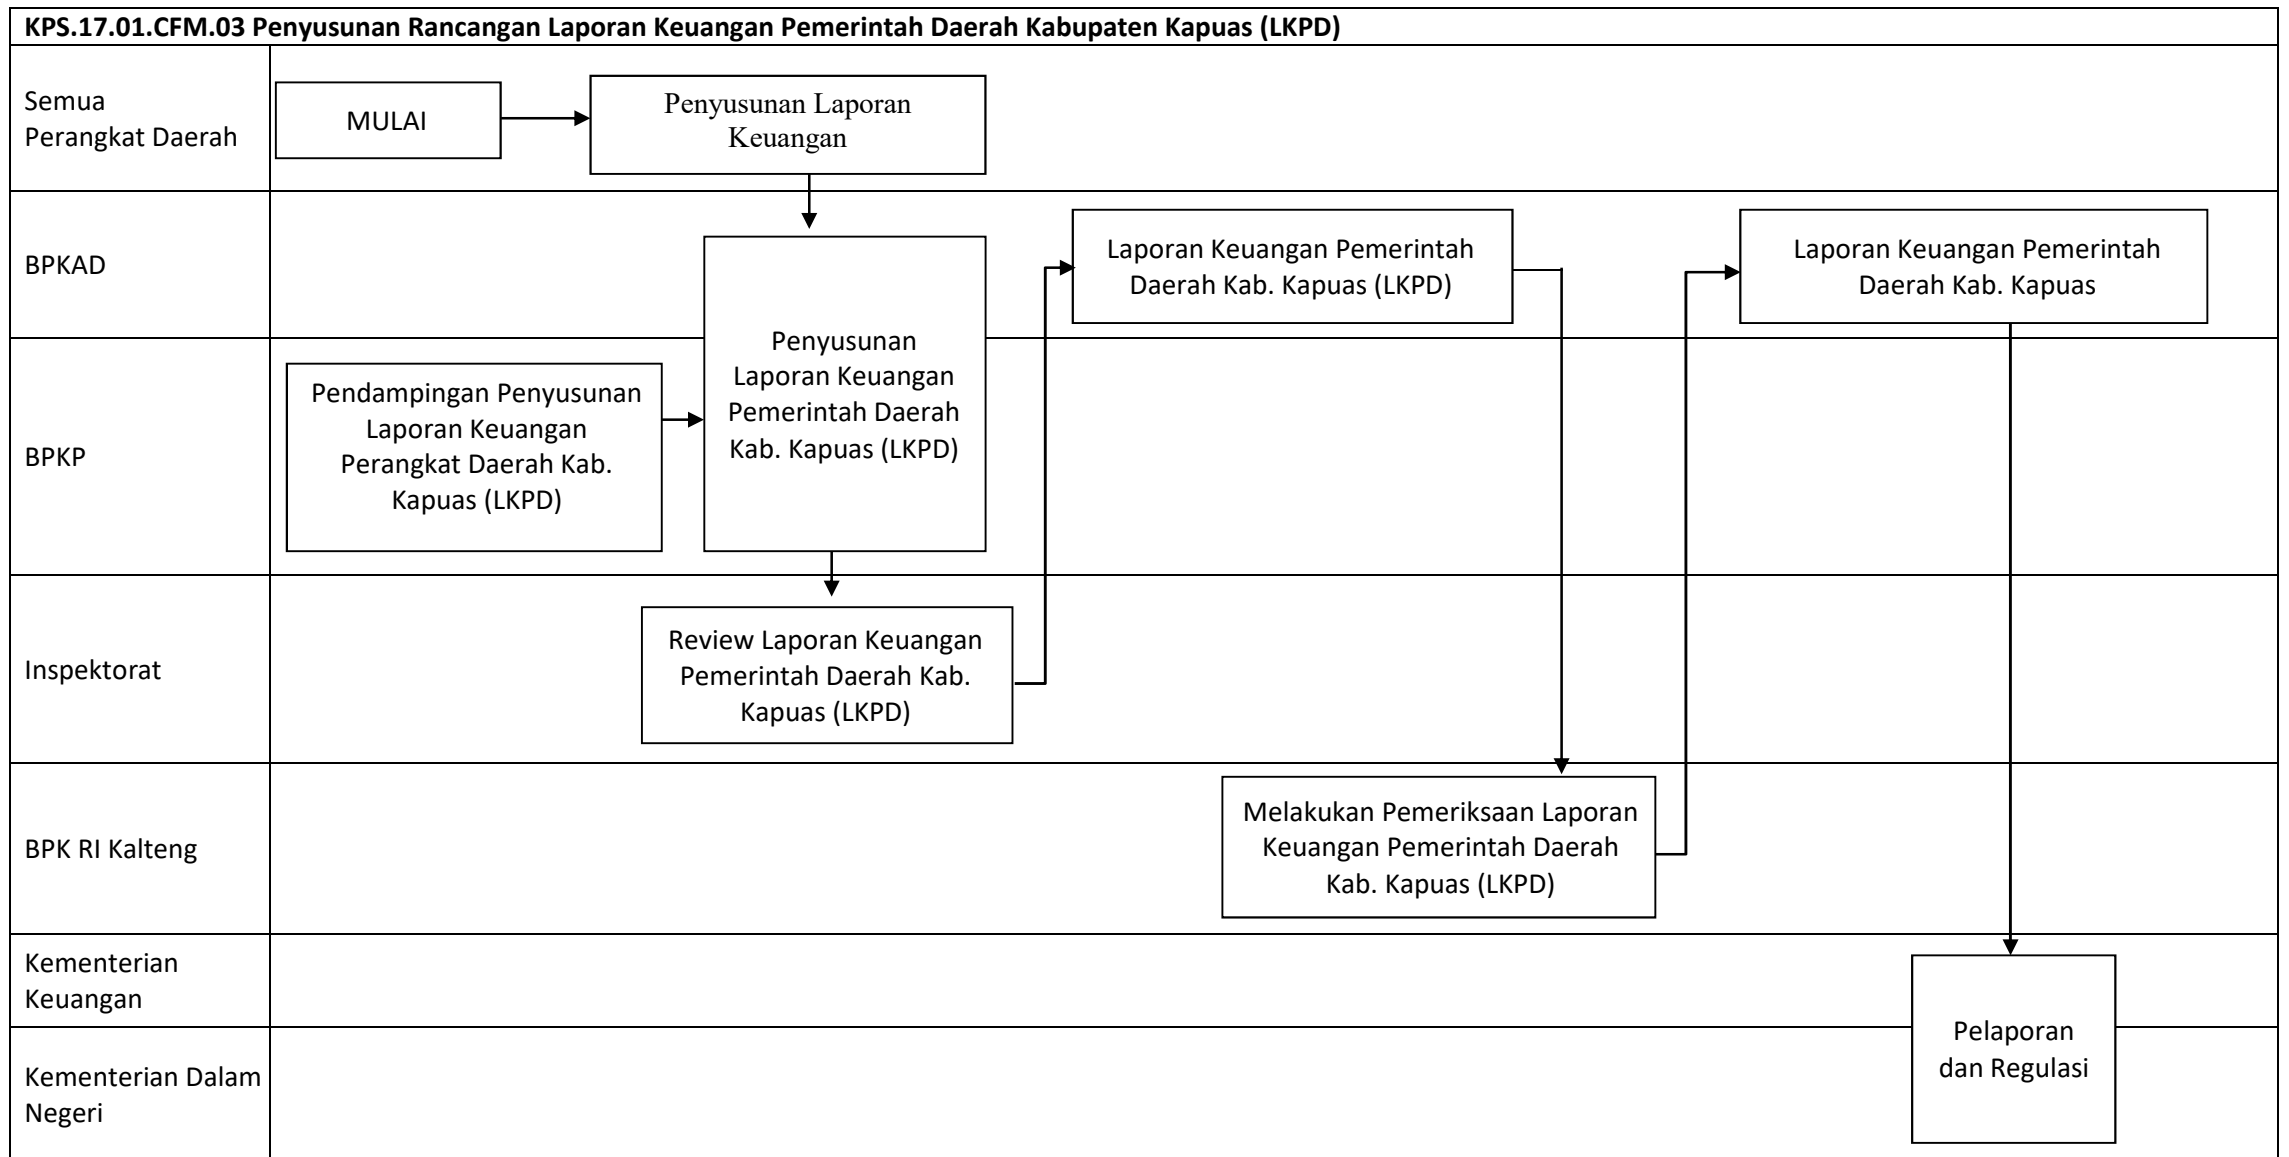 KPS.17.01.CFM.03 Penyusunan Rancangan Laporan Keuangan Pemerintah Daerah Kabupaten Kapuas (LKPD)
Semua
Perangkat Daerah
MULAI
Penyusunan Laporan
Keuangan
BPKAD
Laporan Keuangan Pemerintah
Daerah Kab. Kapuas (LKPD)
Laporan Keuangan Pemerintah
Daerah Kab. Kapuas
Penyusunan
Laporan Keuangan
Pemerintah Daerah
Kab. Kapuas (LKPD)
BPKP
Pendampingan Penyusunan
Laporan Keuangan
Perangkat Daerah Kab.
Kapuas (LKPD)
Inspektorat
Review Laporan Keuangan
Pemerintah Daerah Kab.
Kapuas (LKPD)
BPK RI Kalteng
Melakukan Pemeriksaan Laporan
Keuangan Pemerintah Daerah
Kab. Kapuas (LKPD)
Kementerian
Keuangan
Pelaporan
dan Regulasi
Kementerian Dalam
Negeri